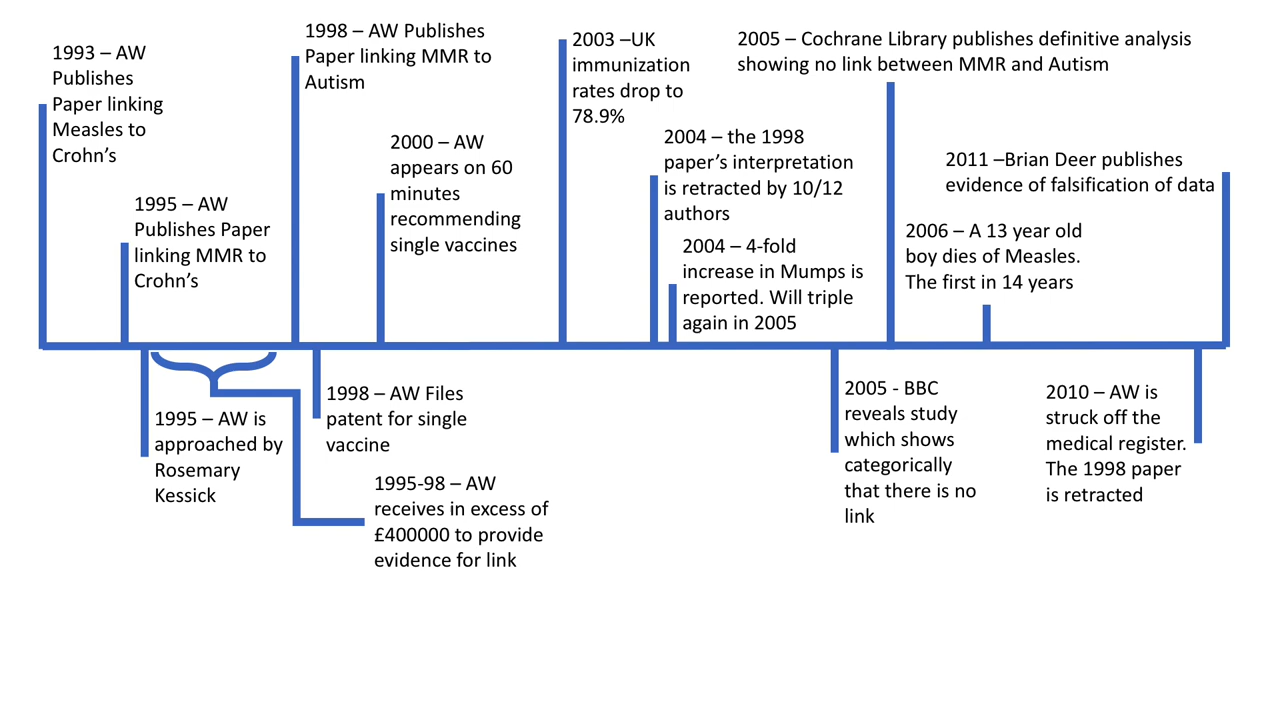 1993 – AW
Publishes
Paper linking
Measles to
Crohn’s
1995 – AW
Publishes Paper
linking MMR to
Crohn’s
1998 – AW Publishes
Paper linking MMR to
Autism
2000 – AW
appears on 60
minutes
recommending
single vaccines
2003 –UK
immunization
rates drop to
78.9%
2004 – the 1998
paper’s interpretation
is retracted by 10/12
authors
2004 – 4-fold
increase in Mumps is
reported. Will triple
again in 2005
2005 – Cochrane Library publishes definitive analysis
showing no link between MMR and Autism
2011 –Brian Deer publishes
evidence of falsification of data
2006 – A 13 year old
boy dies of Measles.
The first in 14 years
1995 – AW is
approached by
Rosemary
Kessick
1998 – AW Files
patent for single
vaccine
1995-98 – AW
receives in excess of
£400000 to provide
evidence for link
2005 - BBC
reveals study
which shows
categorically
that there is no
link
2010 – AW is
struck off the
medical register.
The 1998 paper
is retracted